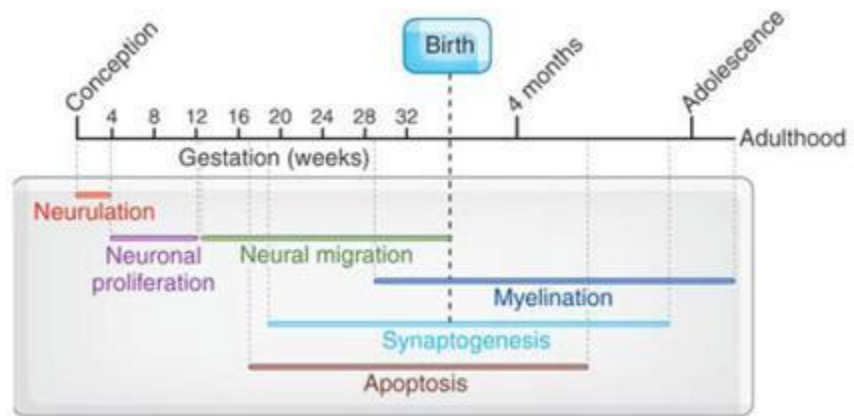 Birth
Conception
4 months
Adolescence
4 8 12 16 20 24 28 32
Adulthood
Gestation (weeks)
Neurulation
Neuronal
proliferation
Neural migration
Myelination
Synaptogenesis
Apoptosis